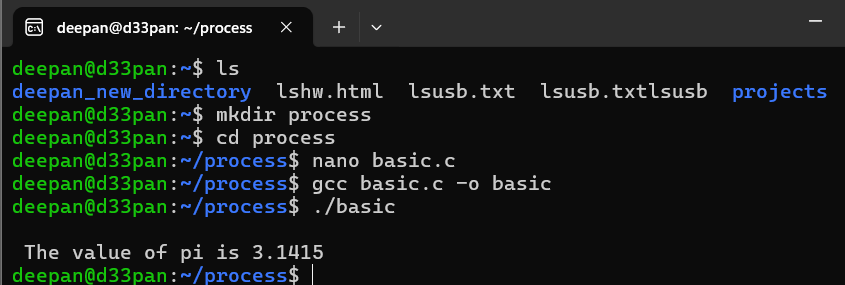 deepan@d33pan: ~/process
deepan@d33pan:~$ ls
deepan_new_directory lshw.html lsusb.txt lsusb.txtlsusb projects
deepan@d33pan:~$ mkdir process
deepan@d33pan:~$ cd process
deepan@d33pan:~/process$ nano basic.c
deepan@d33pan:~/process$ gcc basic.c -o basic
deepan@d33pan:~/process$ ./basic
The value of pi is 3.1415
deepan@d33pan:~/process$